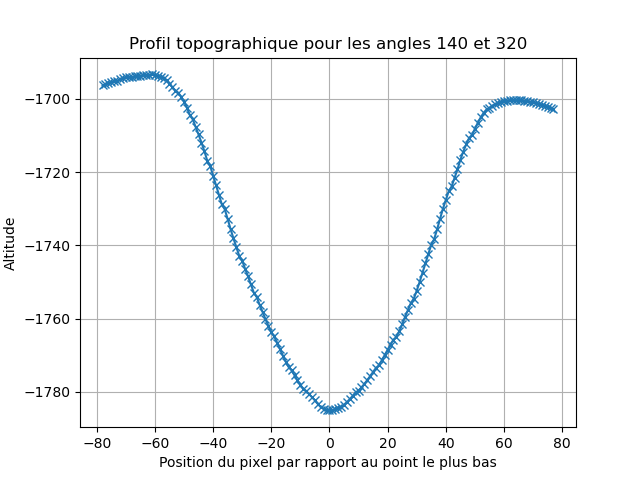 Profil topographique pour les angles 140 et 320
Altitude
−1700
−1720
−1740
−1760
−1780
−80 −60 −40 −20 0 20 40 60 80
Position du pixel par rapport au point le plus bas